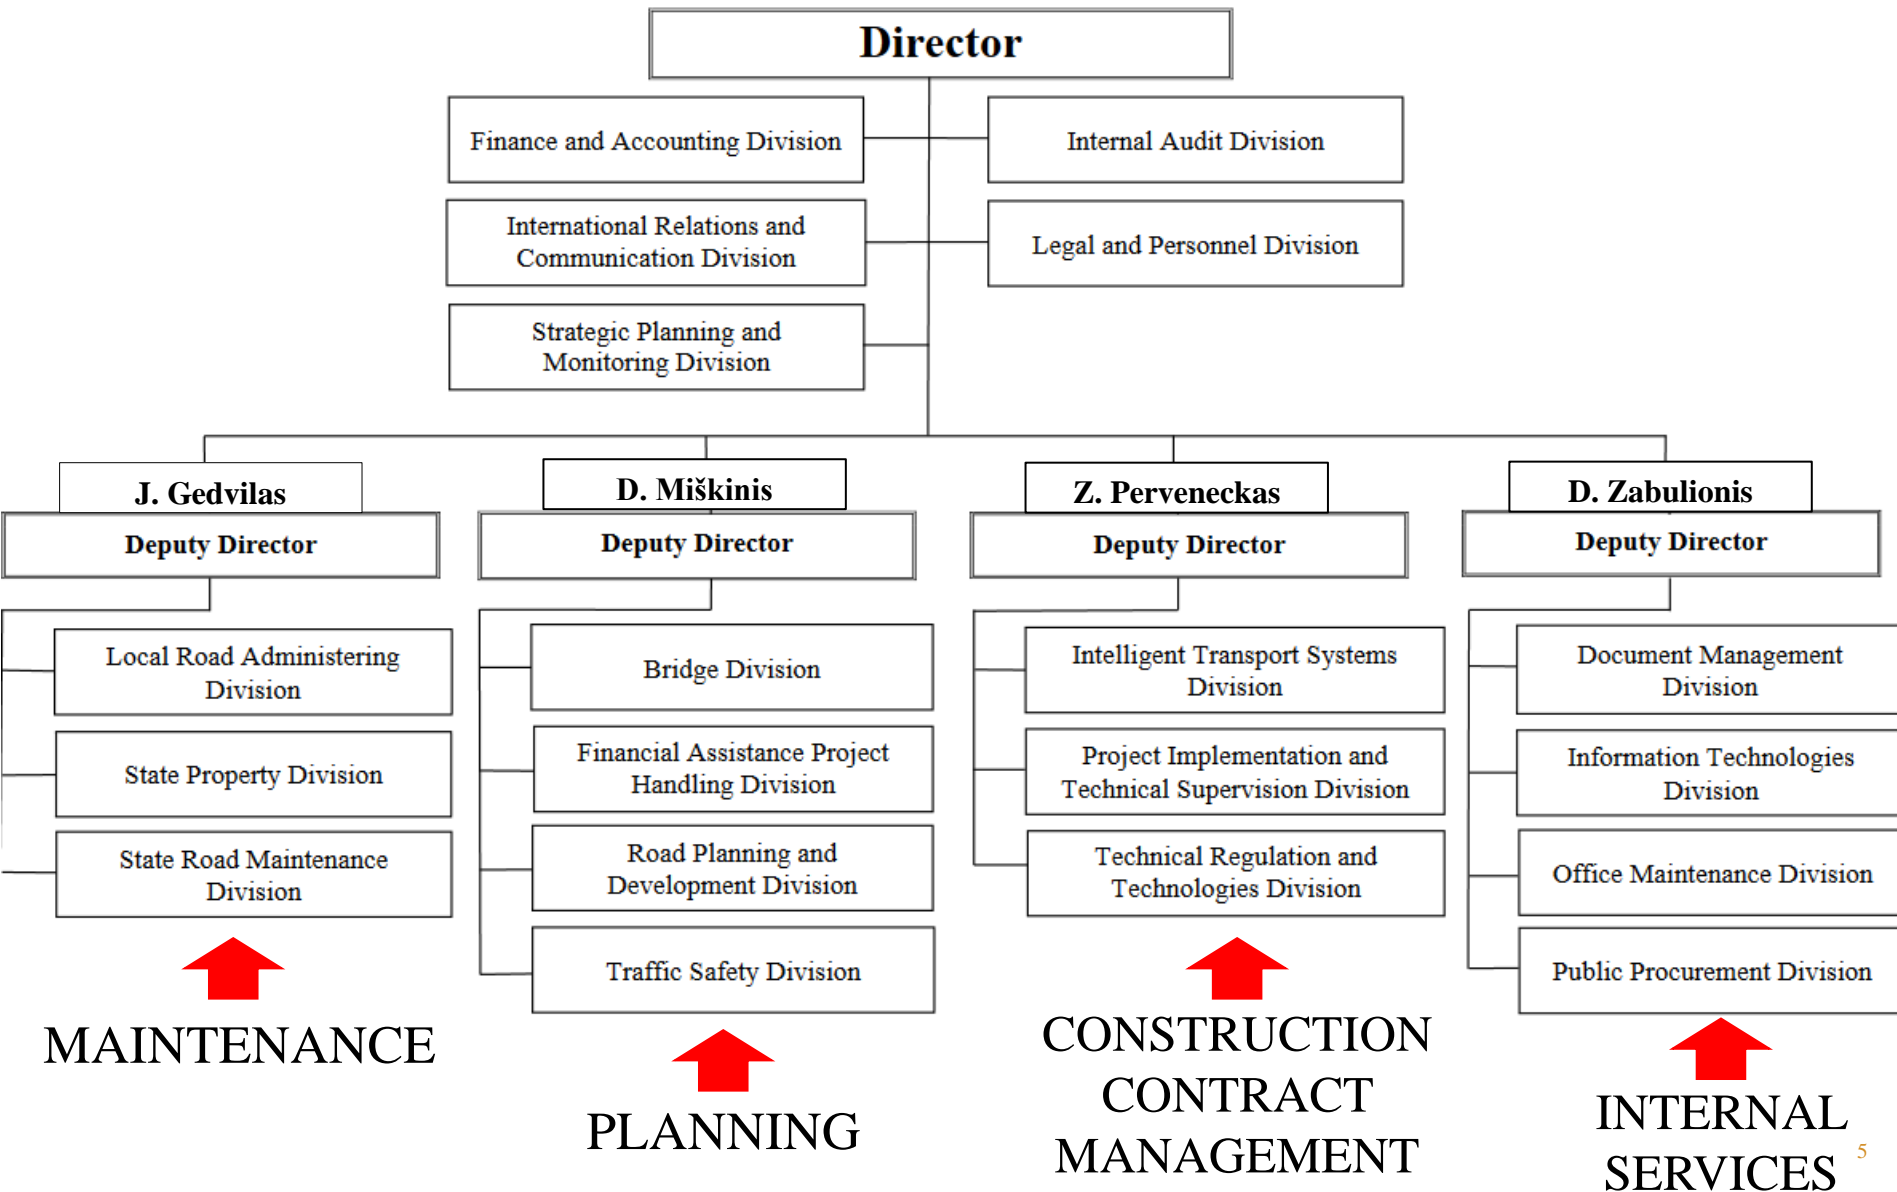 Director
Finance and Accounting Division
Internal Audit Division
International Relations and
Communication Division
Legal and Personnel Division
Strategic Planning and
Monitoring Division
J. Gedvilas
Deputy Director
Local Road Administering
Division
State Property Division
State Road Maintenance
Division
MAINTENANCE
D. Miškinis
Deputy Director
Bridge Division
Financial Assistance Project
Handling Division
Road Planning and
Development Division
Traffic Safety Division
PLANNING
Z. Perveneckas
Deputy Director
Intelligent Transport Systems
Division
Project Implementation and
Technical Supervision Division
Technical Regulation and
Technologies Division
CONSTRUCTION
CONTRACT
MANAGEMENT
D. Zabulionis
Deputy Director
Document Management
Division
Information Technologies
Division
Office Maintenance Division
Public Procurement Division
INTERNAL
SERVICES
5